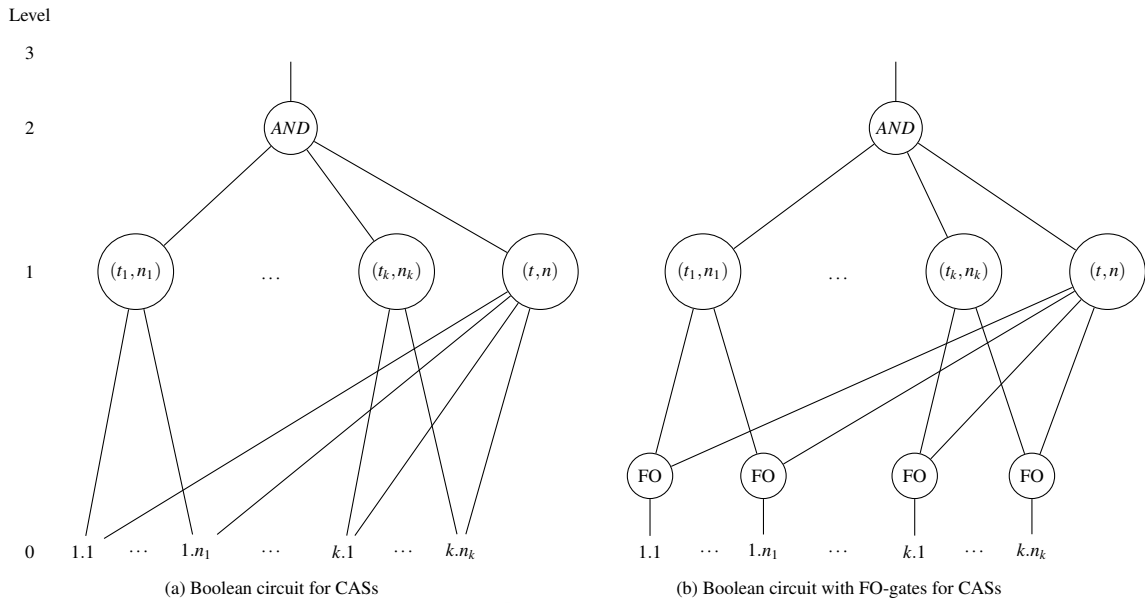 Level
3
2 AND AND
1 (t₁,n₁) ... (tₖ,nₖ) (t,n) (t₁,n₁) ... (tₖ,nₖ) (t,n)
FO FO FO FO
0 1.1 ... 1.n₁ ... k.1 ... k.nₖ 1.1 ... 1.n₁ ... k.1 ... k.nₖ
(a) Boolean circuit for CASs (b) Boolean circuit with FO-gates for CASs